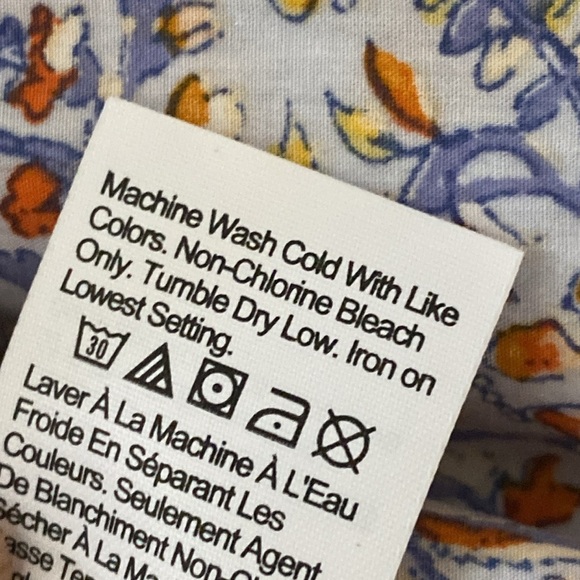 Machine Wash Cold With Like
Colors. Non-Chlorine Bleach
Only. Tumble Dry Low. Iron on
Lowest Setting.
30
Laver À La Machine À L'Eau
Froide En Séparant Les
Couleurs. Seulement Agent
De Blanchiment Non-
Sécher À La